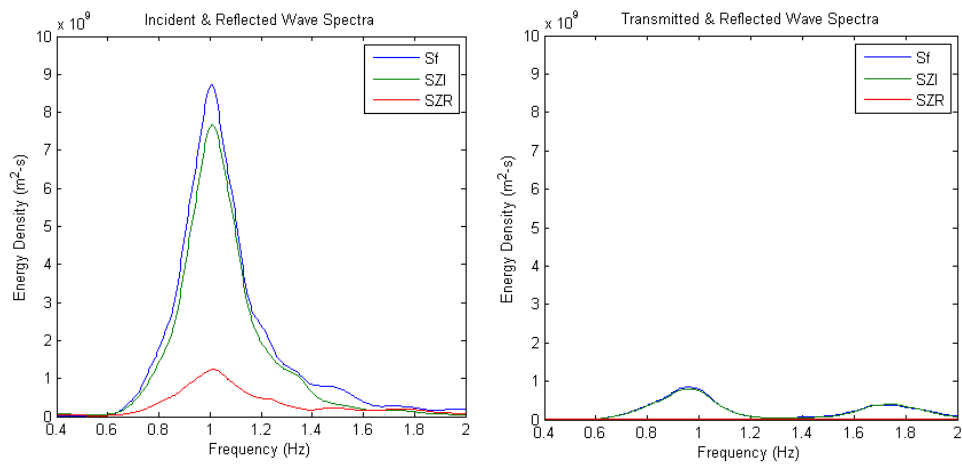 Incident & Reflected Wave Spectra
x 10⁹
10
9
8
7
6
5
4
3
2
1
0
Energy Density (m²-s)
0.4 0.6 0.8 1 1.2 1.4 1.6 1.8 2
Frequency (Hz)
Sf
SZI
SZR
Transmitted & Reflected Wave Spectra
x 10⁹
10
9
8
7
6
5
4
3
2
1
0
Energy Density (m²-s)
0.4 0.6 0.8 1 1.2 1.4 1.6 1.8 2
Frequency (Hz)
Sf
SZI
SZR